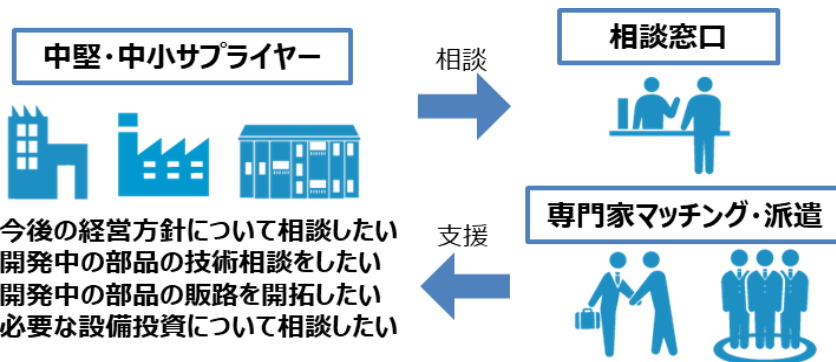 中堅・中小サプライヤー
今後の経営方針について相談したい
開発中の部品の技術相談をしたい
開発中の部品の販路を開拓したい
必要な設備投資について相談したい
相談
相談窓口
支援
専門家マッチング・派遣